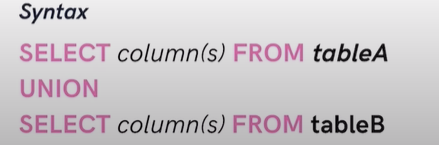 Syntax
SELECT column(s) FROM tableA
UNION
SELECT column(s) FROM tableB